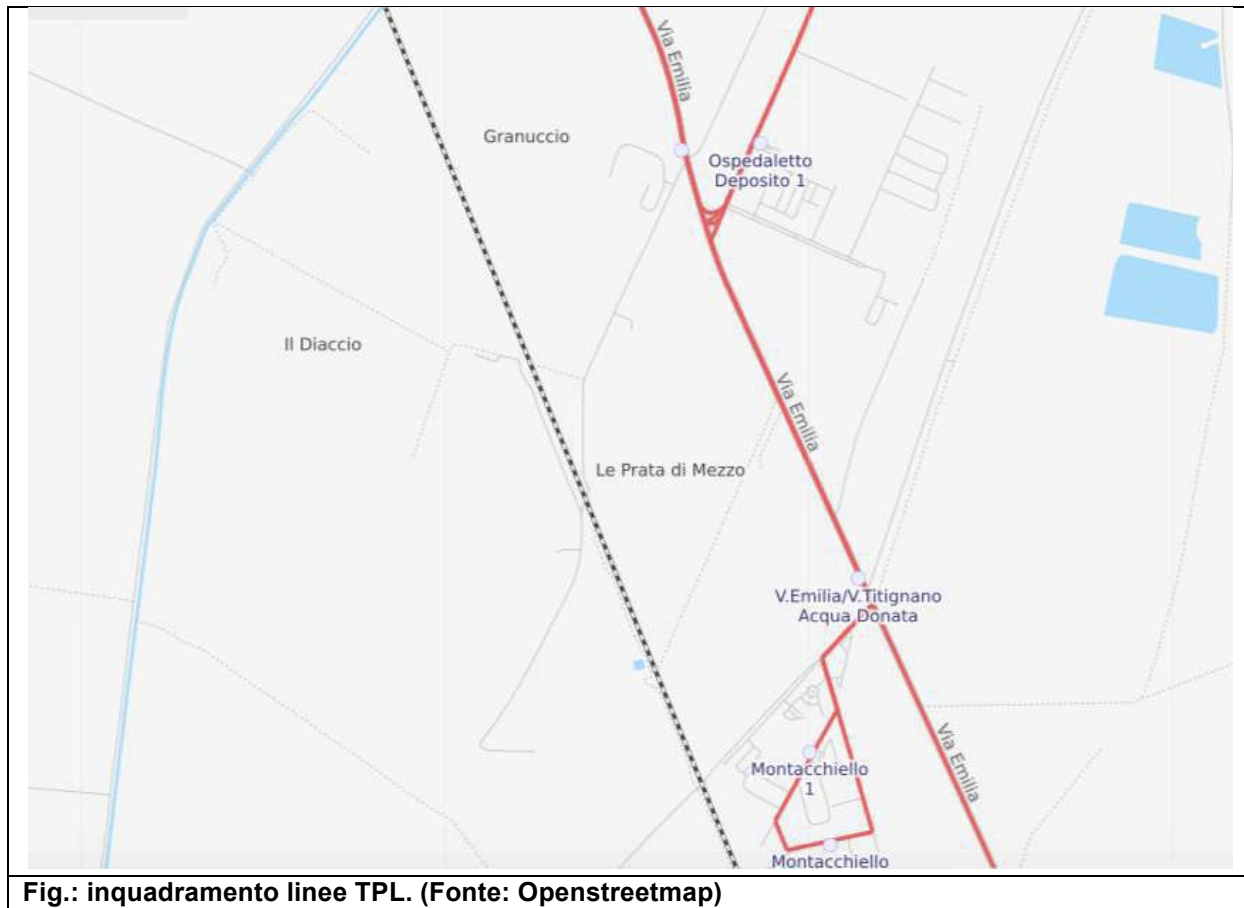 Via Emilia
Granuccio
Ospedaletto
Deposito 1
Il Diaccio
Via Emilia
Le Prata di Mezzo
V.Emilia/V.Titignano
Acqua Donata
Via Emilia
Montacchiello
1
Montacchiello
Fig.: inquadramento linee TPL. (Fonte: Openstreetmap)